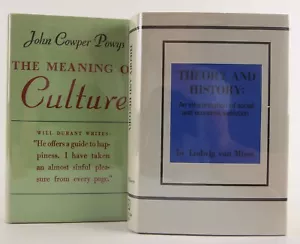 John Cowper Powys
THE MEANING O
Culture
WILL DURANT WRITES:
"He offers a guide to hap-
piness. I have taken
an almost sinful plea-
sure from every page."
THEORY AND
HISTORY:
by Ludwig von Mises